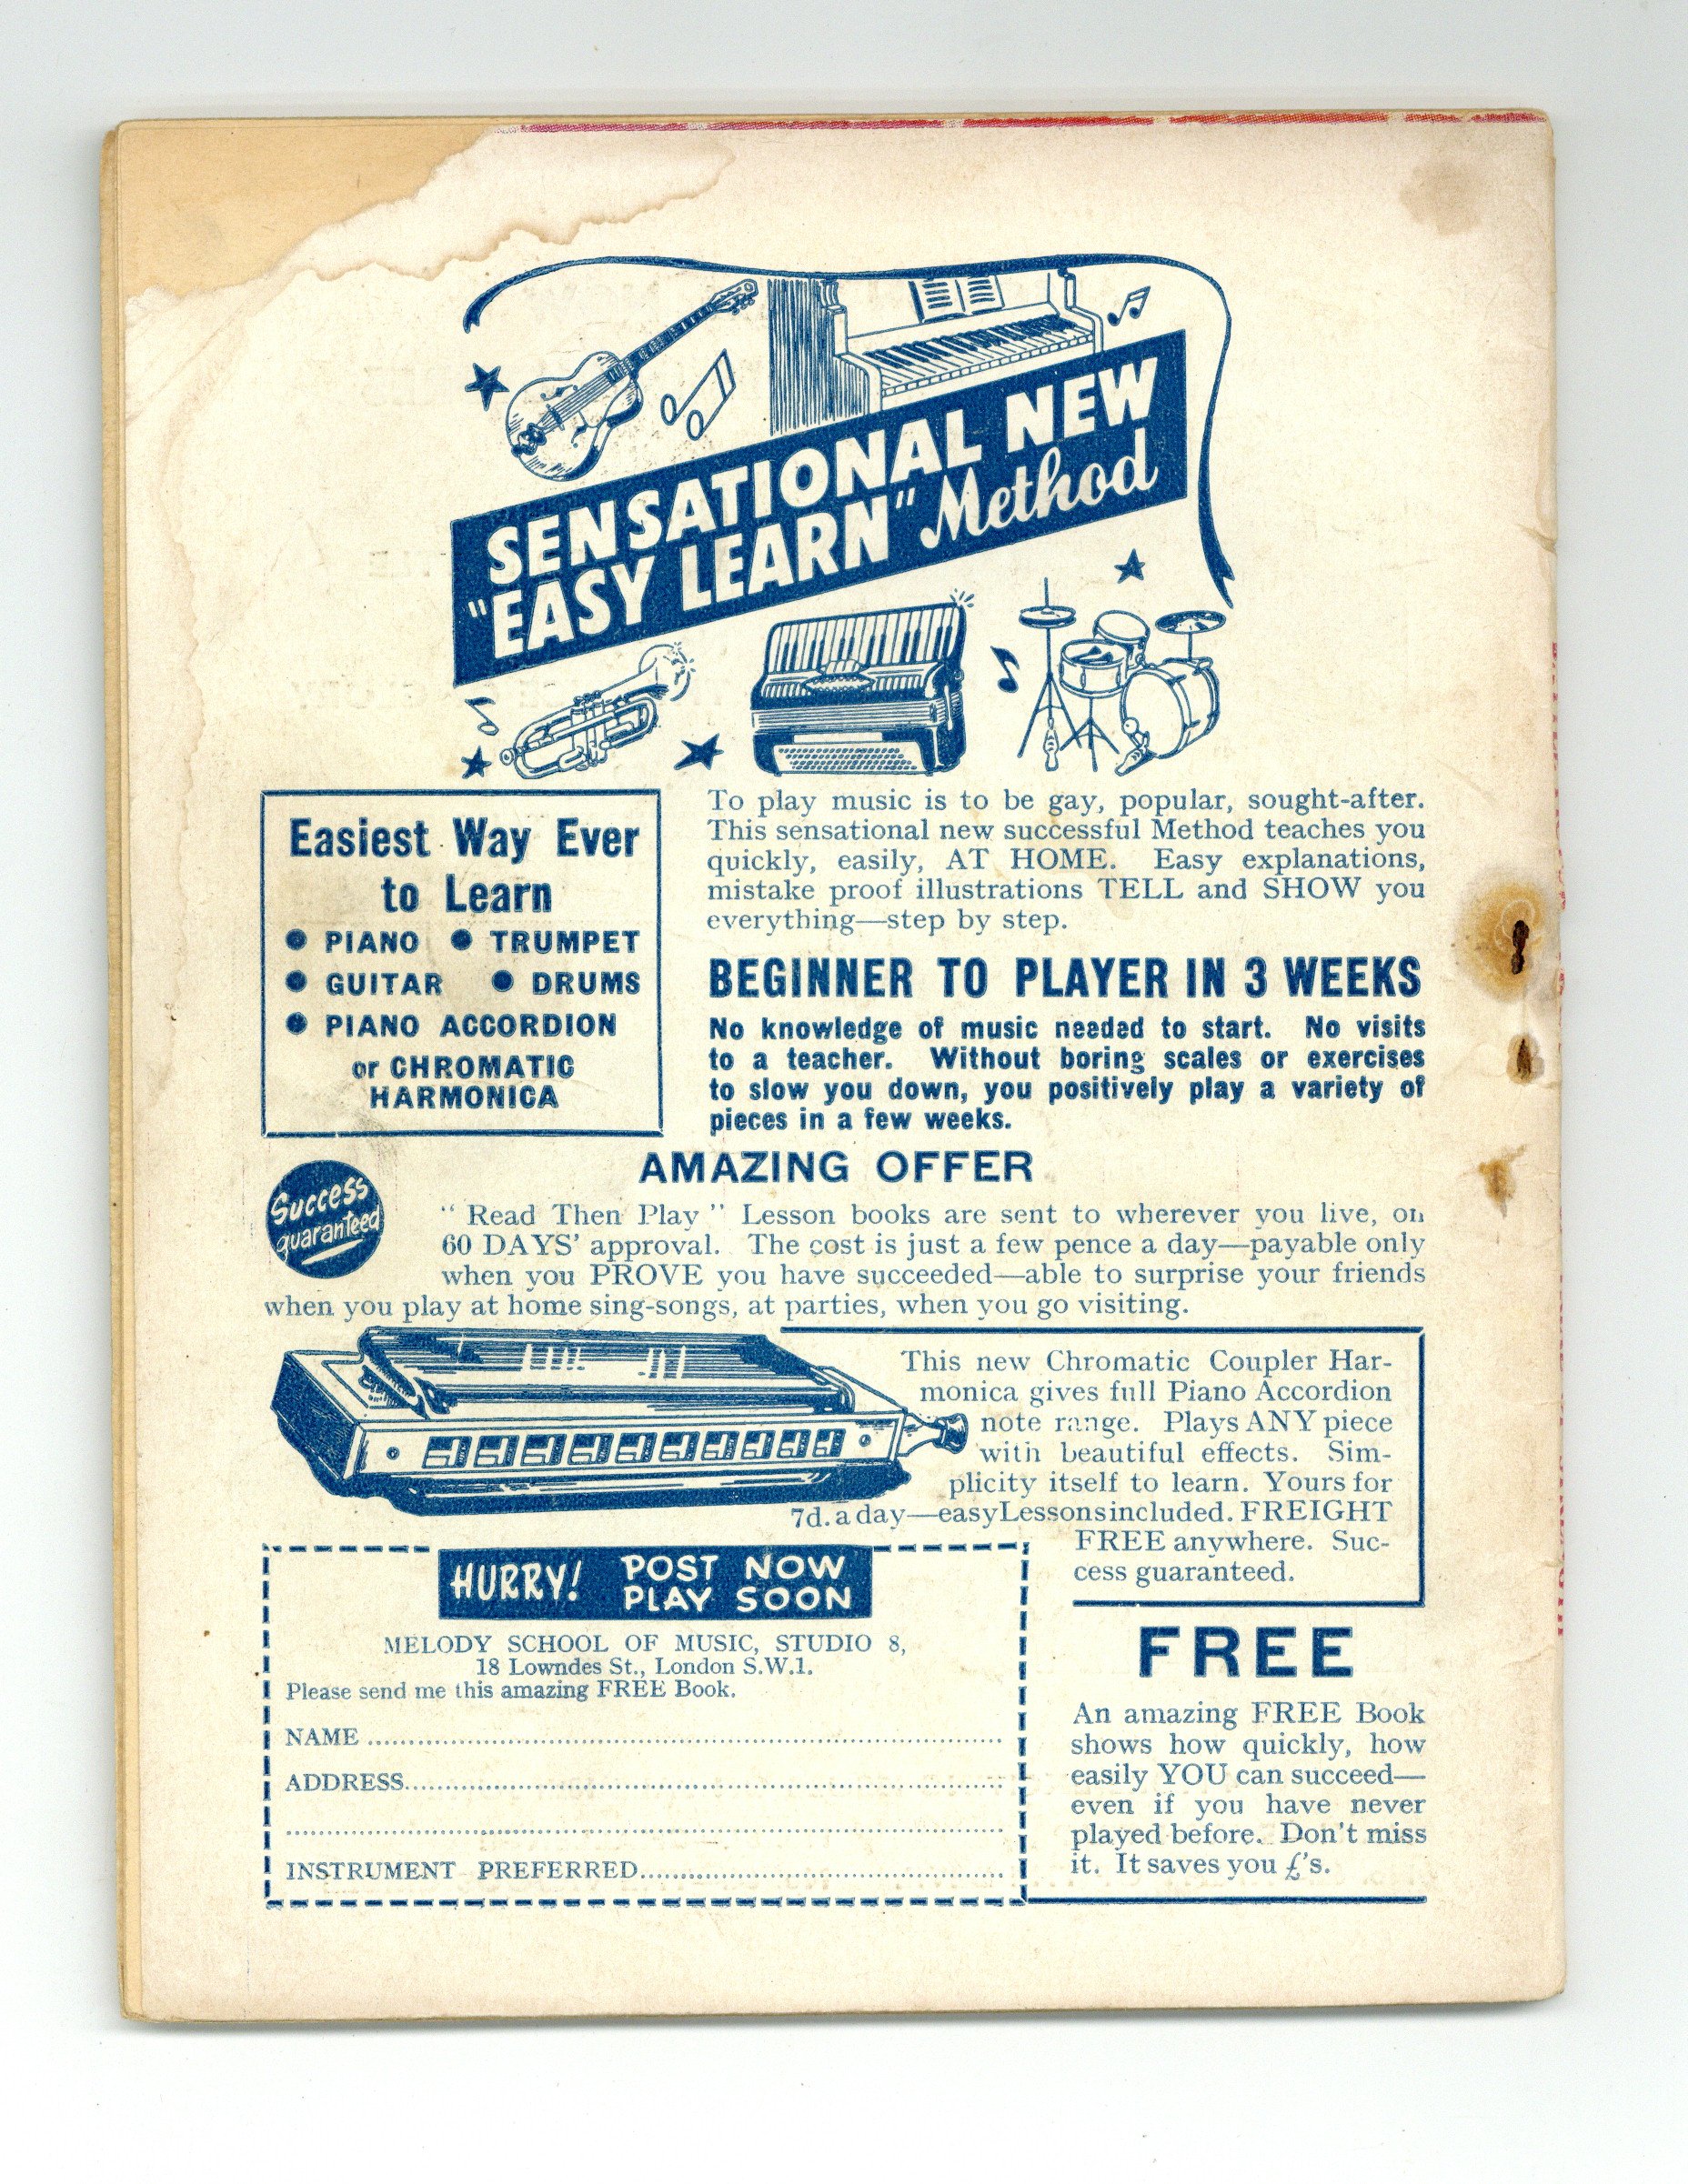 SENSATIONAL NEW
"EASY LEARN" Method
Easiest Way Ever
to Learn
● PIANO ● TRUMPET
● GUITAR ● DRUMS
● PIANO ACCORDION
or CHROMATIC
HARMONICA
To play music is to be gay, popular, sought-after.
This sensational new successful Method teaches you
quickly, easily, AT HOME. Easy explanations,
mistake proof illustrations TELL and SHOW you
everything—step by step.
BEGINNER TO PLAYER IN 3 WEEKS
No knowledge of music needed to start. No visits
to a teacher. Without boring scales or exercises
to slow you down, you positively play a variety of
pieces in a few weeks.
AMAZING OFFER
Success
guaranteed
" Read Then Play " Lesson books are sent to wherever you live, on
60 DAYS' approval. The cost is just a few pence a day—payable only
when you PROVE you have succeeded—able to surprise your friends
when you play at home sing-songs, at parties, when you go visiting.
This new Chromatic Coupler Har-
monica gives full Piano Accordion
note range. Plays ANY piece
with beautiful effects. Sim-
plicity itself to learn. Yours for
7d. a day—easy Lessons included. FREIGHT
FREE anywhere. Suc-
cess guaranteed.
HURRY! POST NOW
PLAY SOON
MELODY SCHOOL OF MUSIC, STUDIO 8,
18 Lowndes St., London S.W.1.
Please send me this amazing FREE Book.
NAME
ADDRESS
INSTRUMENT PREFERRED
FREE
An amazing FREE Book
shows how quickly, how
easily YOU can succeed—
even if you have never
played before. Don't miss
it. It saves you £'s.